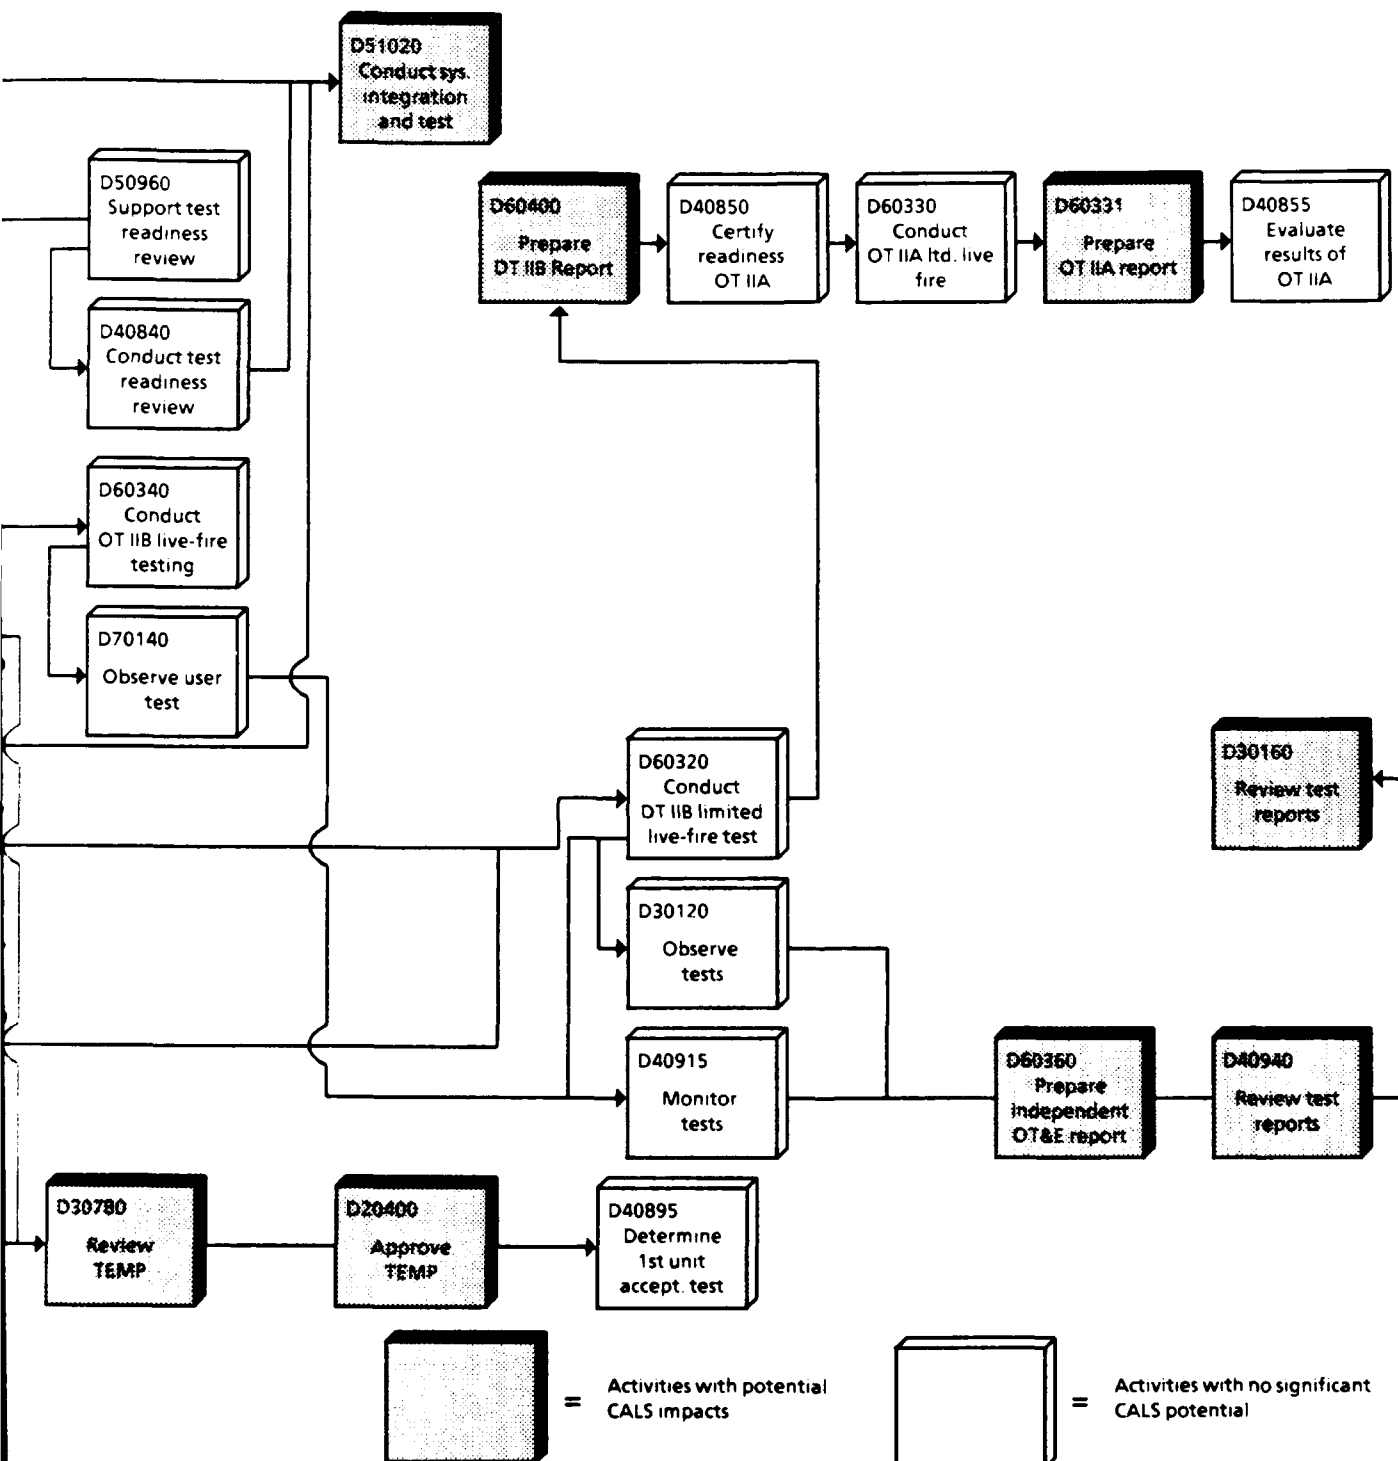 D51020
Conduct sys.
integration
and test
D50960
Support test
readiness
review
D60400
Prepare
DT IIB Report
D40850
Certify
readiness
OT IIA
D60330
Conduct
OT IIA ltd. live
fire
D60331
Prepare
OT IIA report
D40855
Evaluate
results of
OT IIA
D40840
Conduct test
readiness
review
D60340
Conduct
OT IIB live-fire
testing
D70140
Observe user
test
D60320
Conduct
DT IIB limited
live-fire test
D30160
Review test
reports
D30120
Observe
tests
D40915
Monitor
tests
D60360
Prepare
independent
OT&E report
D40940
Review test
reports
D30780
Review
TEMP
D20400
Approve
TEMP
D40895
Determine
1st unit
accept. test
= Activities with potential
CALS impacts
= Activities with no significant
CALS potential